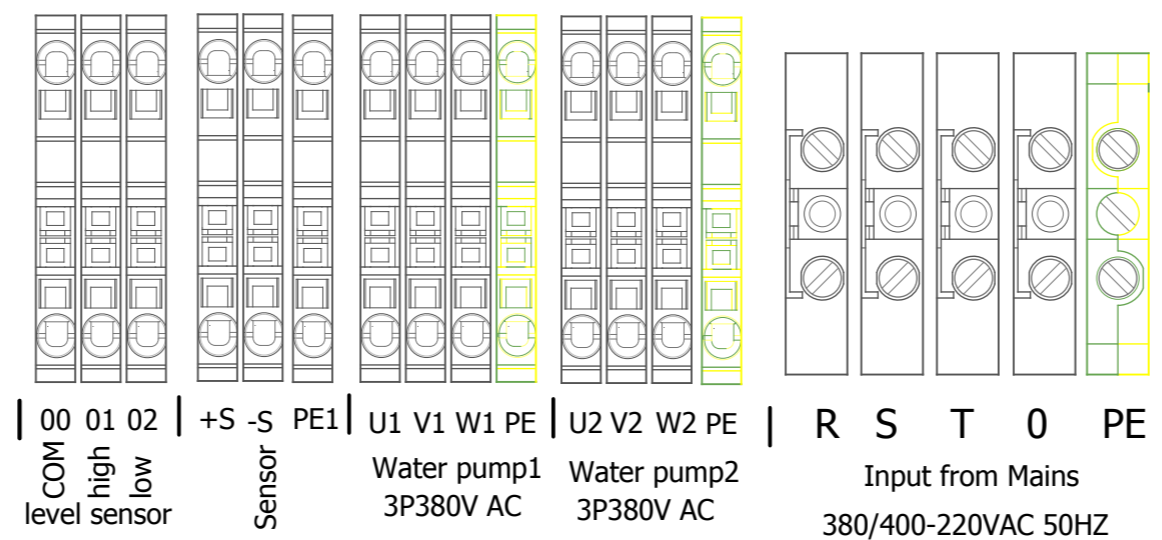 00 01 02 +S -S PE1 U1 V1 W1 PE U2 V2 W2 PE R S T 0 PE
COM high low
level sensor
Sensor
Water pump1
3P380V AC
Water pump2
3P380V AC
Input from Mains
380/400-220VAC 50HZ